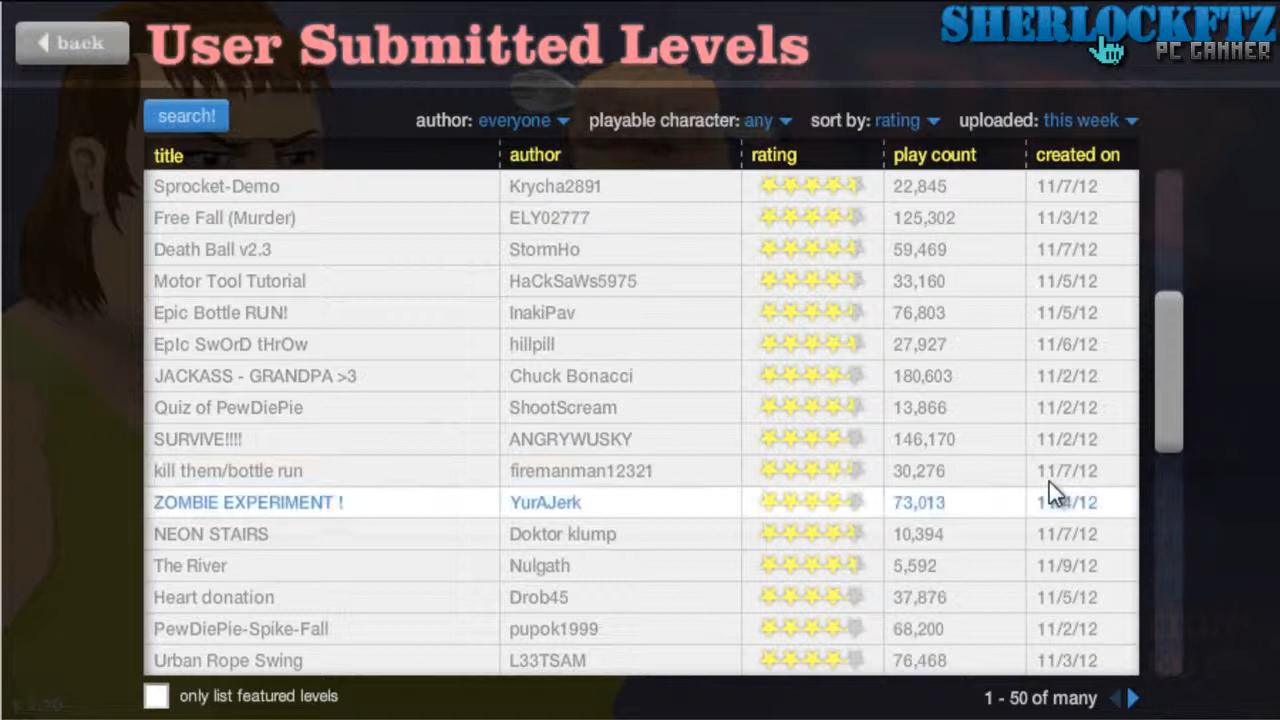 back
User Submitted Levels
SHERLOCKFTZ
PC GAMMER
search!
author: everyone playable character: any sort by: rating uploaded: this week
title author rating play count created on
Sprocket-Demo Krycha2891 22,845 11/7/12
Free Fall (Murder) ELY02777 125,302 11/3/12
Death Ball v2.3 StormHo 59,469 11/7/12
Motor Tool Tutorial HaCkSaWs5975 33,160 11/5/12
Epic Bottle RUN! InakiPav 76,803 11/5/12
EpIc SwOrD tHrOw hillpill 27,927 11/6/12
JACKASS - GRANDPA >3 Chuck Bonacci 180,603 11/2/12
Quiz of PewDiePie ShootScream 13,866 11/2/12
SURVIVE!!!! ANGRYWUSKY 146,170 11/2/12
kill them/bottle run firemanman12321 30,276 11/7/12
ZOMBIE EXPERIMENT ! YurAJerk 73,013
NEON STAIRS Doktor klump 10,394 11/7/12
The River Nulgath 5,592 11/9/12
Heart donation Drob45 37,876 11/5/12
PewDiePie-Spike-Fall pupok1999 68,200 11/2/12
Urban Rope Swing L33TSAM 76,468 11/3/12
only list featured levels 1 - 50 of many